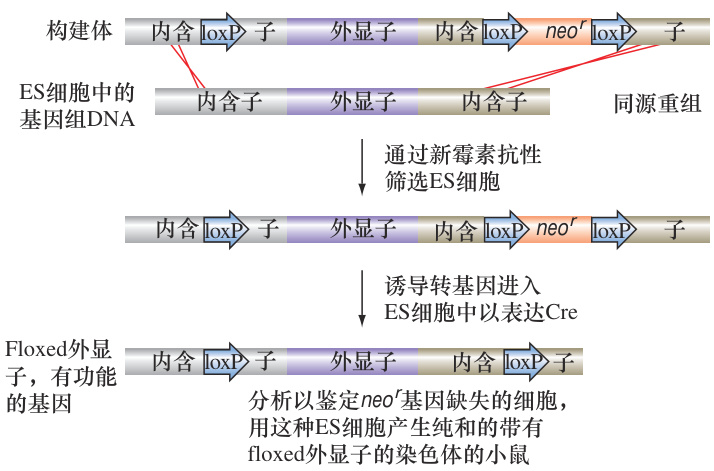 构建体 内含 loxP 子 外显子 内含 loxP neoʳ loxP 子
ES细胞中的
基因组DNA
内含子 外显子 内含子
同源重组
通过新霉素抗性
筛选ES细胞
内含 loxP 子 外显子 内含 loxP neoʳ loxP 子
诱导转基因进入
ES细胞中以表达Cre
Floxed外显
子，有功能
的基因
内含 loxP 子 外显子 内含 loxP 子
分析以鉴定neoʳ基因缺失的细胞，
用这种ES细胞产生纯和的带有
floxed外显子的染色体的小鼠